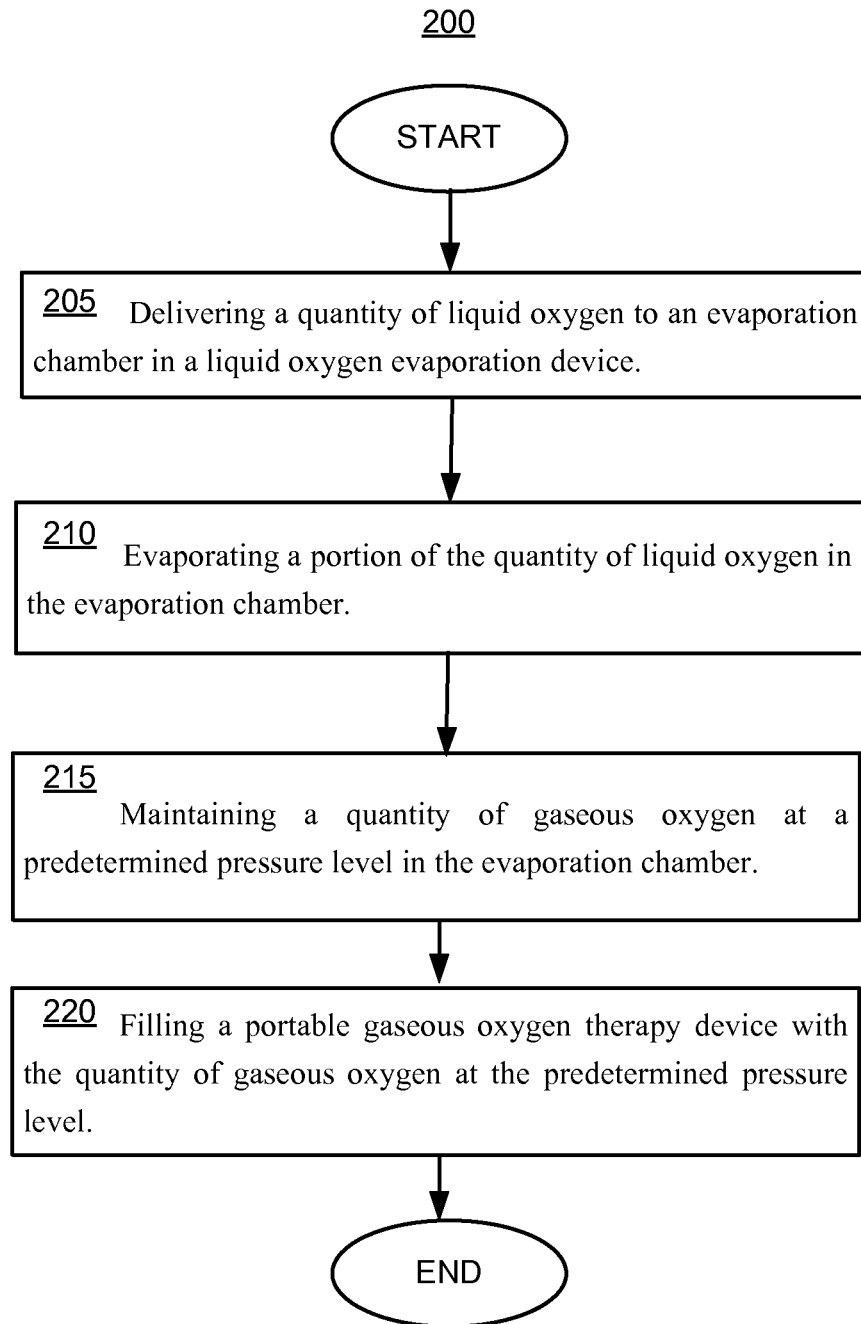 200
START
205 Delivering a quantity of liquid oxygen to an evaporation
chamber in a liquid oxygen evaporation device.
210 Evaporating a portion of the quantity of liquid oxygen in
the evaporation chamber.
215
Maintaining a quantity of gaseous oxygen at a
predetermined pressure level in the evaporation chamber.
220 Filling a portable gaseous oxygen therapy device with
the quantity of gaseous oxygen at the predetermined pressure
level.
END